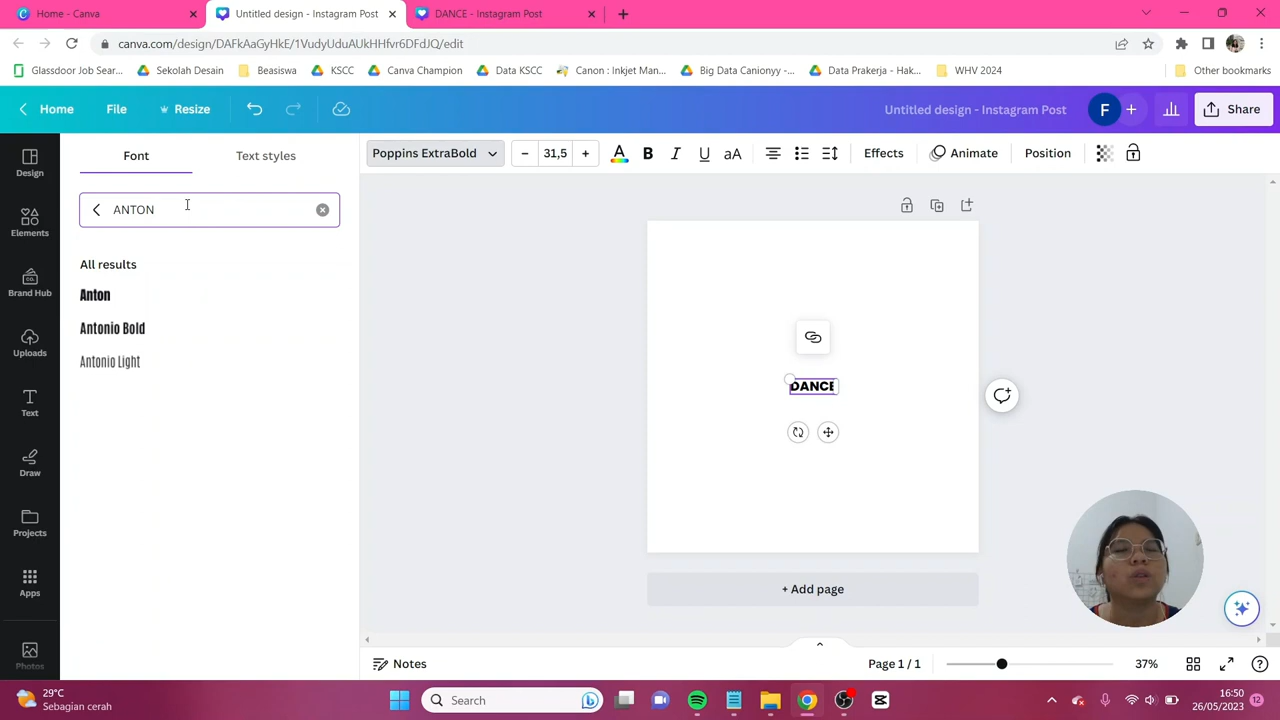 Home - Canva
Untitled design - Instagram Post
DANCE - Instagram Post
canva.com/design/DAFkAaGyHkE/1VudyUduAUkHHfvr6DFdJQ/edit
Glassdoor Job Sear...
Sekolah Desain
Beasiswa
KSCC
Canva Champion
Data KSCC
Canon : Inkjet Man...
Big Data Canionyy -...
Data Prakerja - Hak...
WHV 2024
Other bookmarks
Home
File
Resize
Untitled design - Instagram Post
F
Share
Design
Elements
CO.
Brand Hub
Uploads
Text
Draw
Projects
Apps
Photos
Font
Text styles
ANTON
All results
Anton
Antonio Bold
Antonio Light
Poppins ExtraBold
31,5
A
B
I
U
aA
Effects
Animate
Position
DANCE
+ Add page
Notes
Page 1 / 1
37%
29°C
Sebagian cerah
Search
16:50
26/05/2023
12